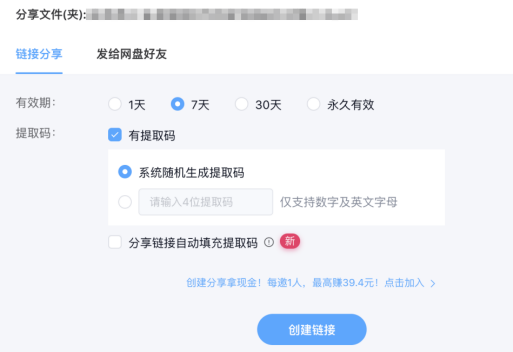 分享文件(夹):
链接分享 发给网盘好友
有效期: 1天 7天 30天 永久有效
提取码: 有提取码
系统随机生成提取码
请输入4位提取码 仅支持数字及英文字母
分享链接自动填充提取码 新
创建分享拿现金！每邀1人，最高赚39.4元！点击加入 >
创建链接